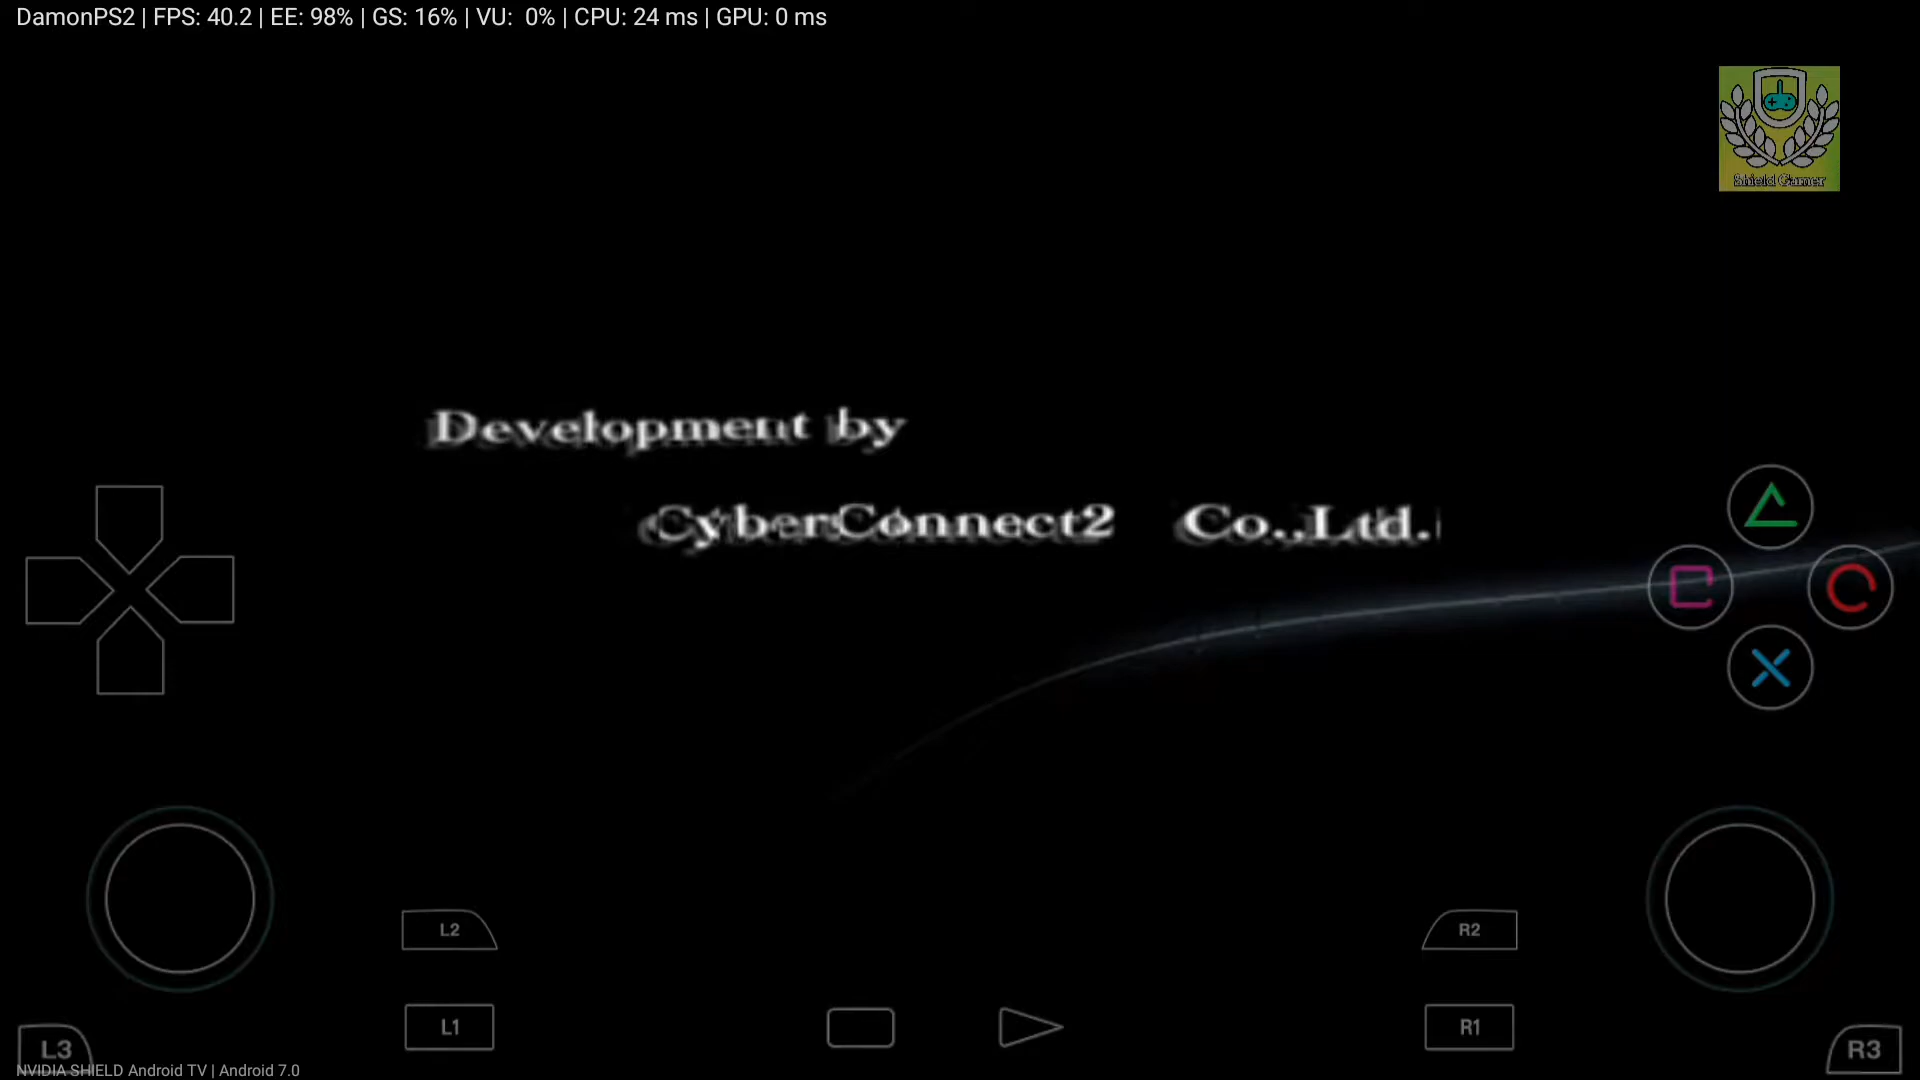 DamonPS2 | FPS: 40.2 | EE: 98% | GS: 16% | VU: 0% | CPU: 24 ms | GPU: 0 ms
Shield Gamer
Development by
CyberConnect2 Co.,Ltd.
L2
R2
L1
R1
L3
R3
NVIDIA SHIELD Android TV | Android 7.0